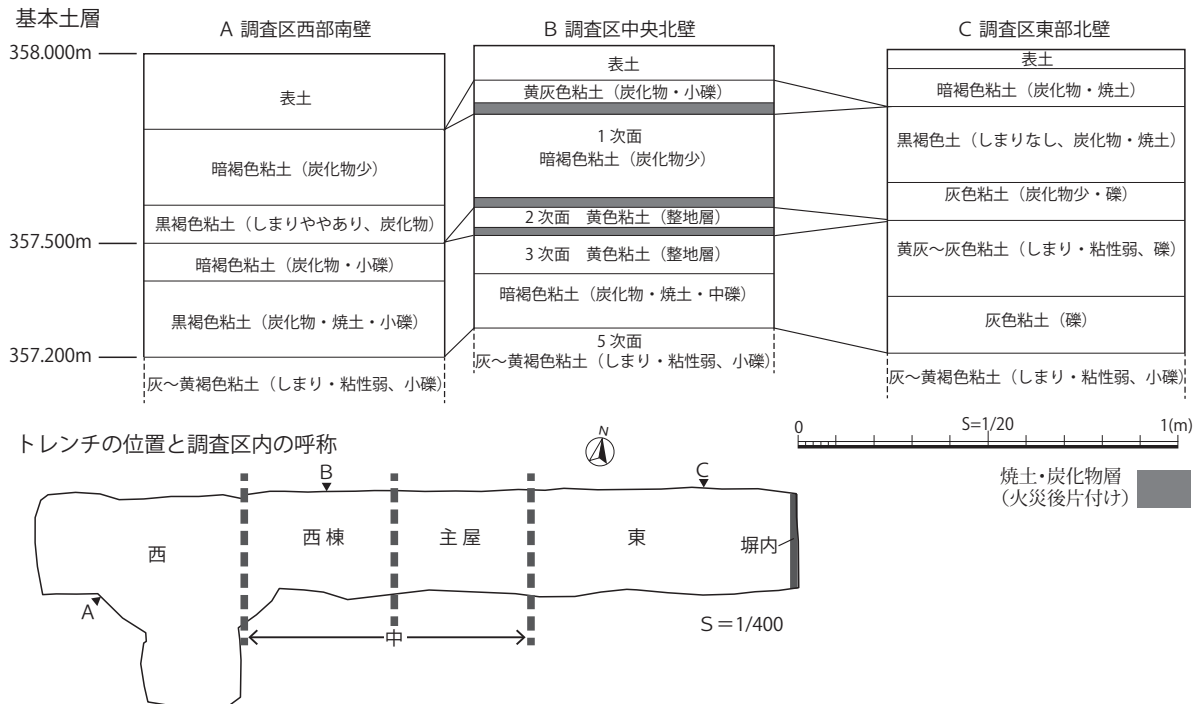 基本土層
358.000m
357.500m
357.200m
A 調査区西部南壁
表土
暗褐色粘土（炭化物少）
黒褐色粘土（しまりややあり、炭化物）
暗褐色粘土（炭化物・小礫）
黒褐色粘土（炭化物・焼土・小礫）
灰～黄褐色粘土（しまり・粘性弱、小礫）
B 調査区中央北壁
表土
黄灰色粘土（炭化物・小礫）
1 次面
暗褐色粘土（炭化物少）
2 次面　黄色粘土（整地層）
3 次面　黄色粘土（整地層）
暗褐色粘土（炭化物・焼土・中礫）
5 次面
灰～黄褐色粘土（しまり・粘性弱、小礫）
C 調査区東部北壁
表土
暗褐色粘土（炭化物・焼土）
黒褐色土（しまりなし、炭化物・焼土）
灰色粘土（炭化物少・礫）
黄灰～灰色粘土（しまり・粘性弱、礫）
灰色粘土（礫）
灰～黄褐色粘土（しまり・粘性弱、小礫）
トレンチの位置と調査区内の呼称
N
0
S=1/20
1(m)
焼土・炭化物層
（火災後片付け）
B
C
西
西棟
主屋
東
塀内
A
中
S＝1/400